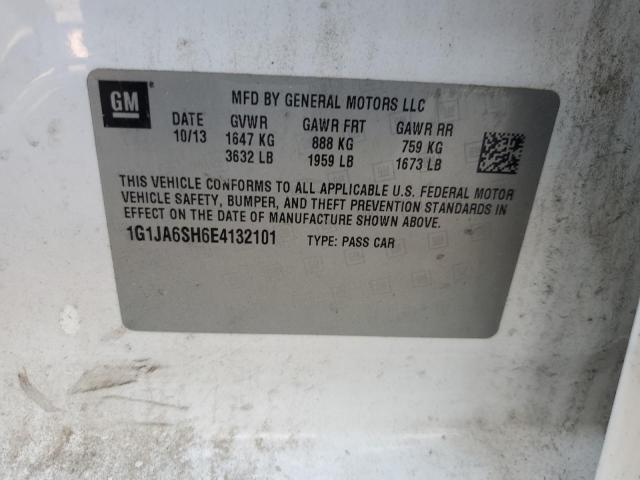 GM
MFD BY GENERAL MOTORS LLC
DATE GVWR GAWR FRT GAWR RR
10/13 1647 KG 888 KG 759 KG
3632 LB 1959 LB 1673 LB
THIS VEHICLE CONFORMS TO ALL APPLICABLE U.S. FEDERAL MOTOR
VEHICLE SAFETY, BUMPER, AND THEFT PREVENTION STANDARDS IN
EFFECT ON THE DATE OF MANUFACTURE SHOWN ABOVE.
1G1JA6SH6E4132101 TYPE: PASS CAR